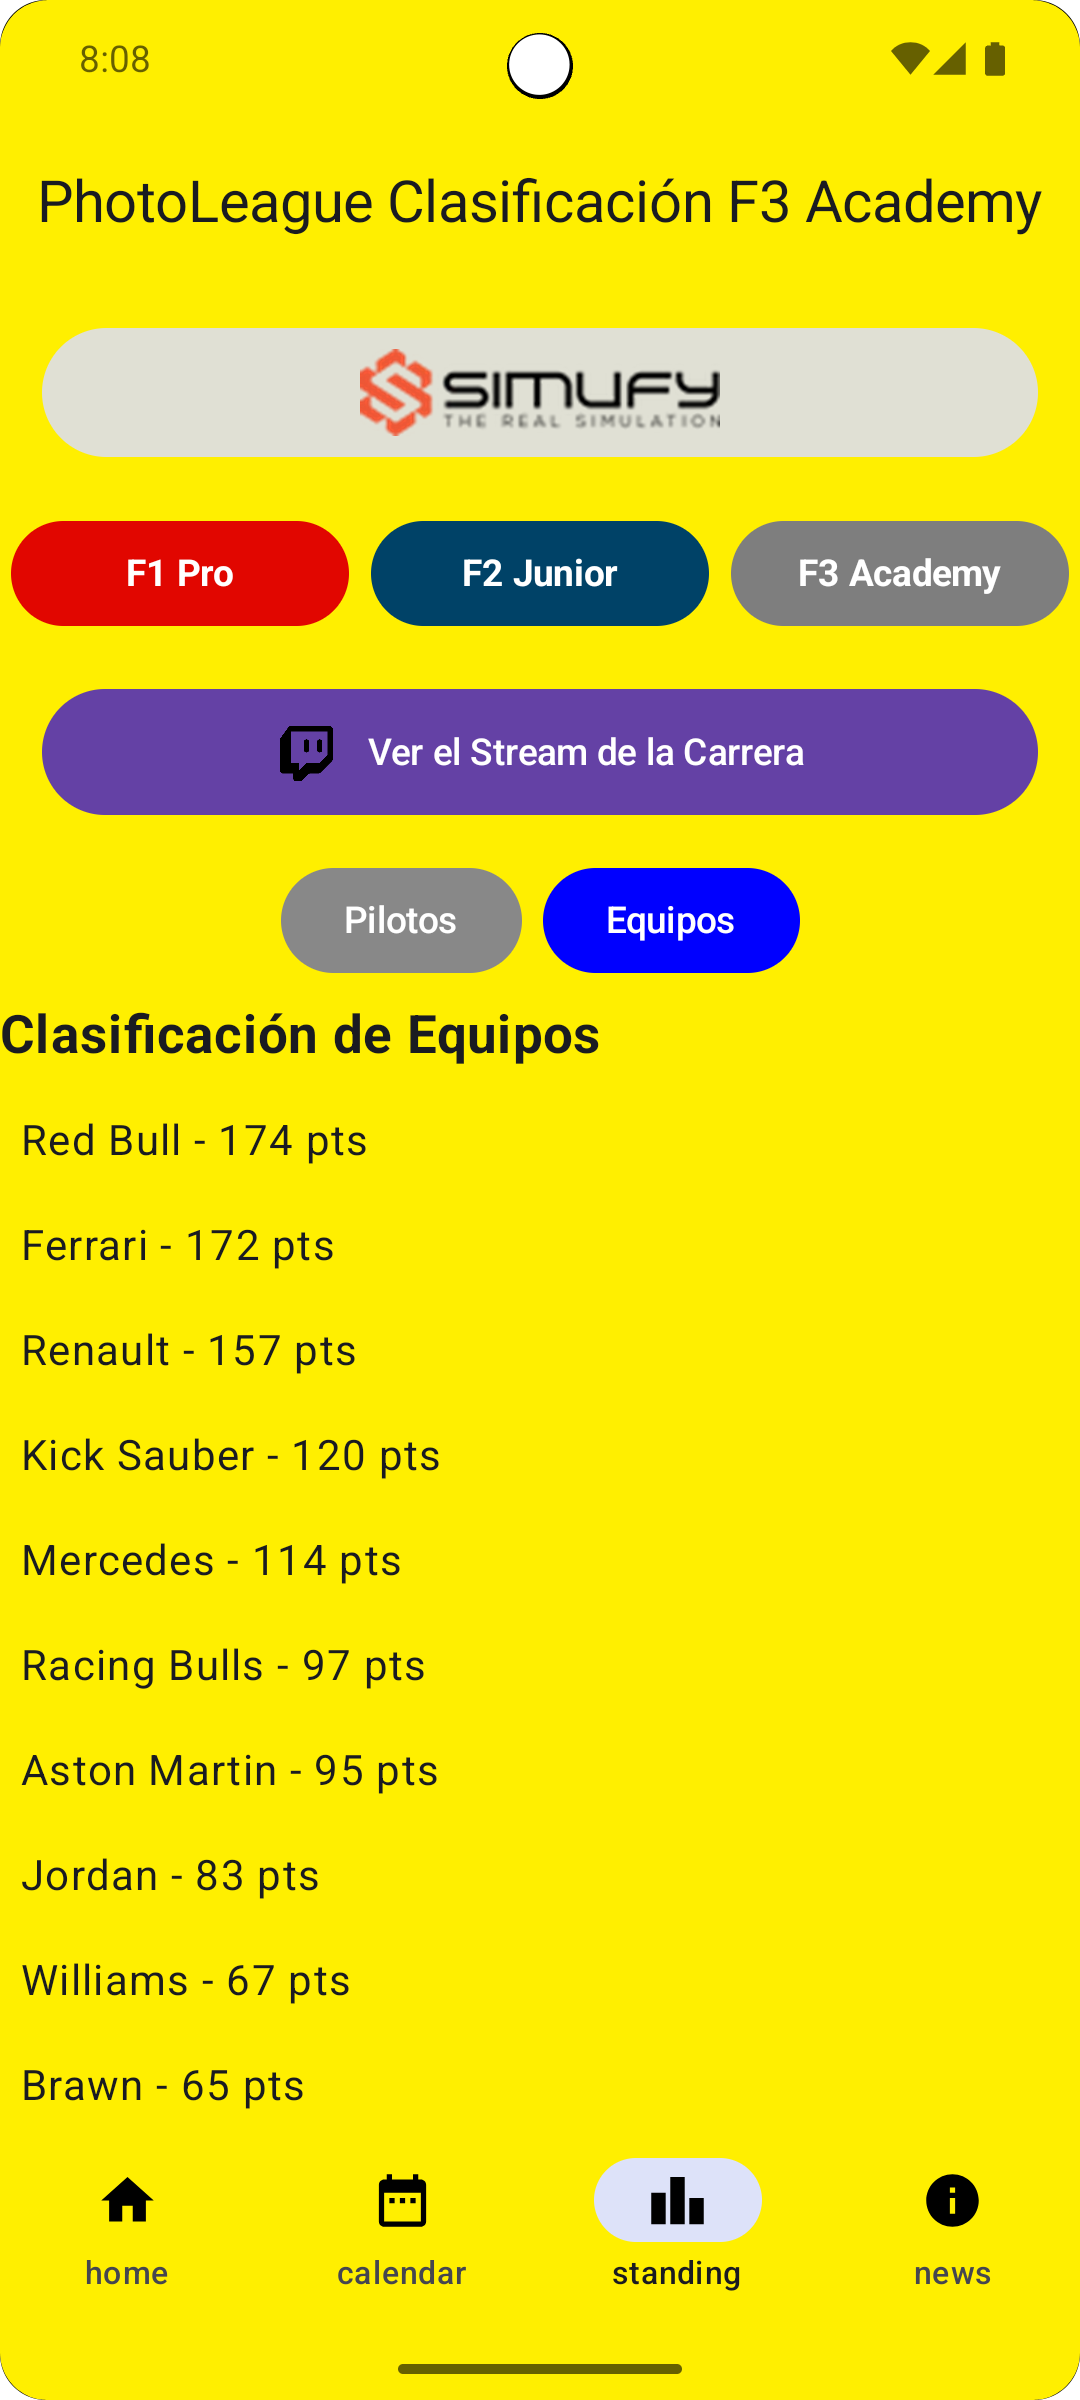 8:08
PhotoLeague Clasificación F3 Academy
SIMUFY
THE REAL SIMULATION
F1 Pro
F2 Junior
F3 Academy
Ver el Stream de la Carrera
Pilotos
Equipos
Clasificación de Equipos
Red Bull - 174 pts
Ferrari - 172 pts
Renault - 157 pts
Kick Sauber - 120 pts
Mercedes - 114 pts
Racing Bulls - 97 pts
Aston Martin - 95 pts
Jordan - 83 pts
Williams - 67 pts
Brawn - 65 pts
home
calendar
standing
news